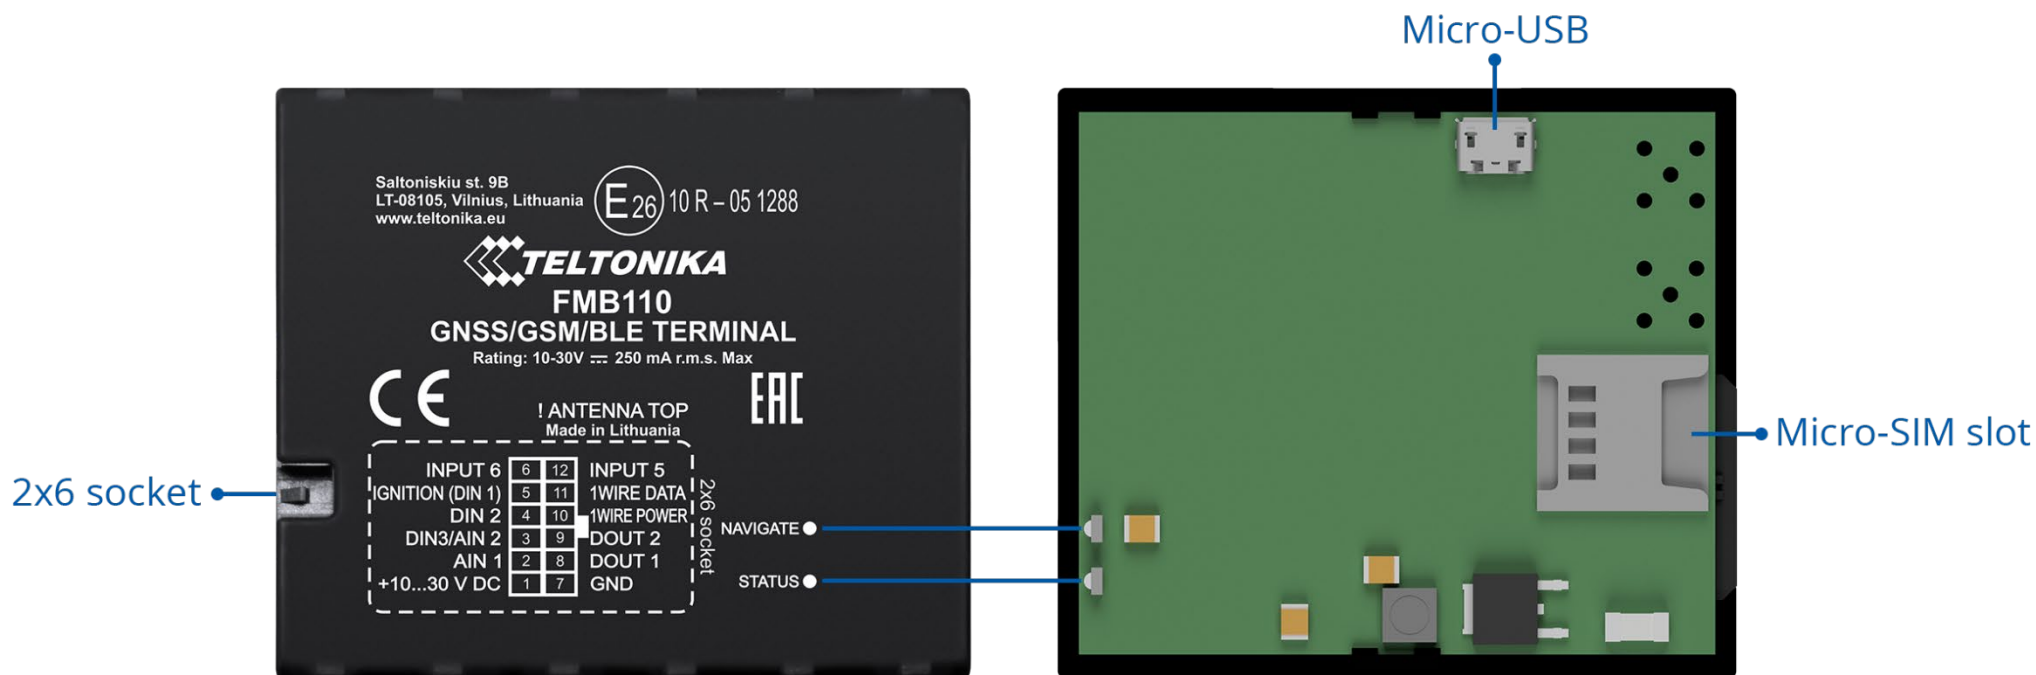 Micro-USB
Saltoniskiu st. 9B
LT-08105, Vilnius, Lithuania
www.teltonika.eu
E26 10 R – 05 1288
TELTONIKA
FMB110
GNSS/GSM/BLE TERMINAL
Rating: 10-30V ⎓ 250 mA r.m.s. Max
CE
EAC
! ANTENNA TOP
Made in Lithuania
INPUT 6 6 12 INPUT 5
IGNITION (DIN 1) 5 11 1WIRE DATA
DIN 2 4 10 1WIRE POWER
DIN3/AIN 2 3 9 DOUT 2
AIN 1 2 8 DOUT 1
+10...30 V DC 1 7 GND
2x6 socket
NAVIGATE
STATUS
2x6 socket
Micro-SIM slot